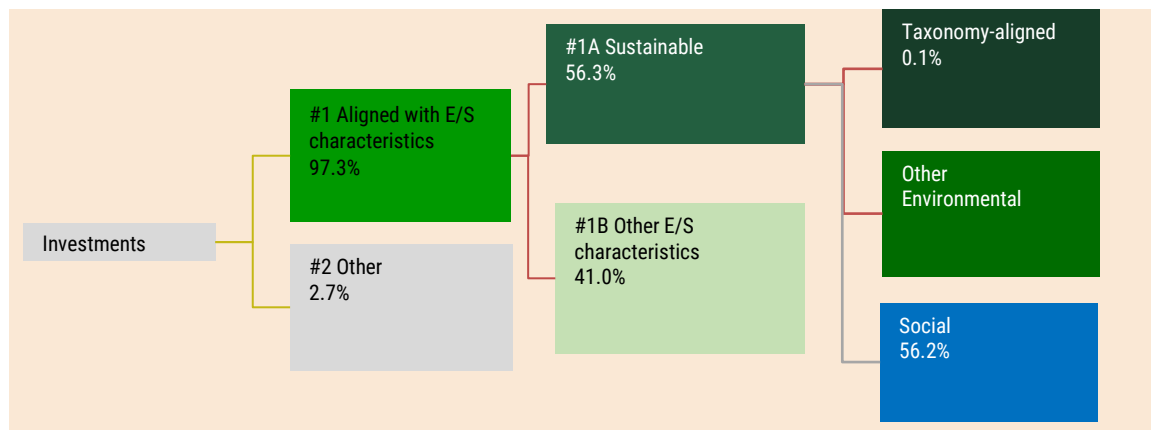 Investments
#1 Aligned with E/S
characteristics
97.3%
#2 Other
2.7%
#1A Sustainable
56.3%
#1B Other E/S
characteristics
41.0%
Taxonomy-aligned
0.1%
Other
Environmental
Social
56.2%